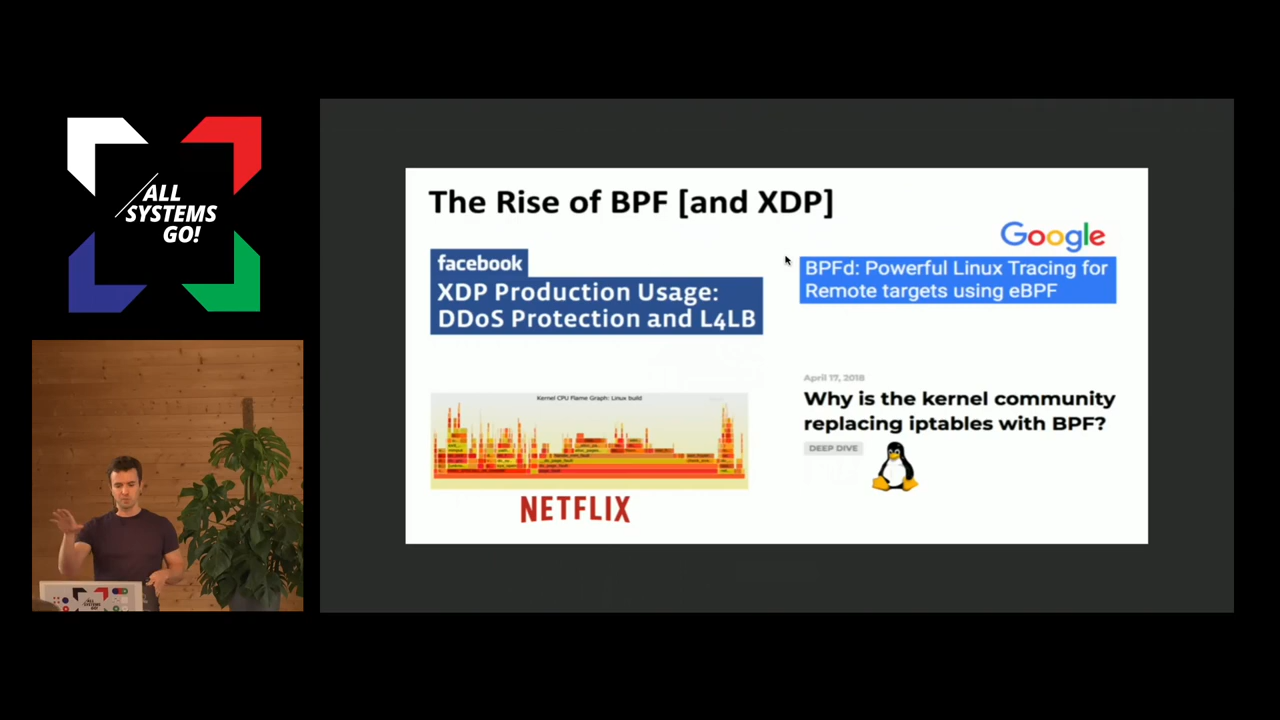 /ALL
SYSTEMS
GO!
The Rise of BPF [and XDP]
facebook
XDP Production Usage:
DDoS Protection and L4LB
Google
BPFd: Powerful Linux Tracing for
Remote targets using eBPF
Kernel CPU Flame Graph: Linux build
NETFLIX
April 17, 2018
Why is the kernel community
replacing iptables with BPF?
DEEP DIVE